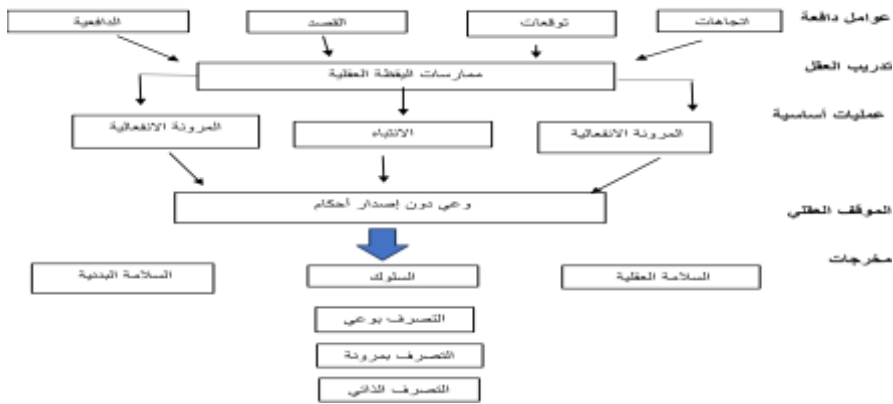 عوامل دافعة
اتجاهات
توقعات
القصد
الدافعية
تدريب العقل
ممارسات اليقظة العقلية
عمليات أساسية
المرونة الانفعالية
الانتباه
المرونة الانفعالية
الموقف العقلي
وعي دون إصدار أحكام
مخرجات
السلامة العقلية
السلوك
السلامة البدنية
التصرف بوعي
التصرف بمرونة
التصرف الذاتي